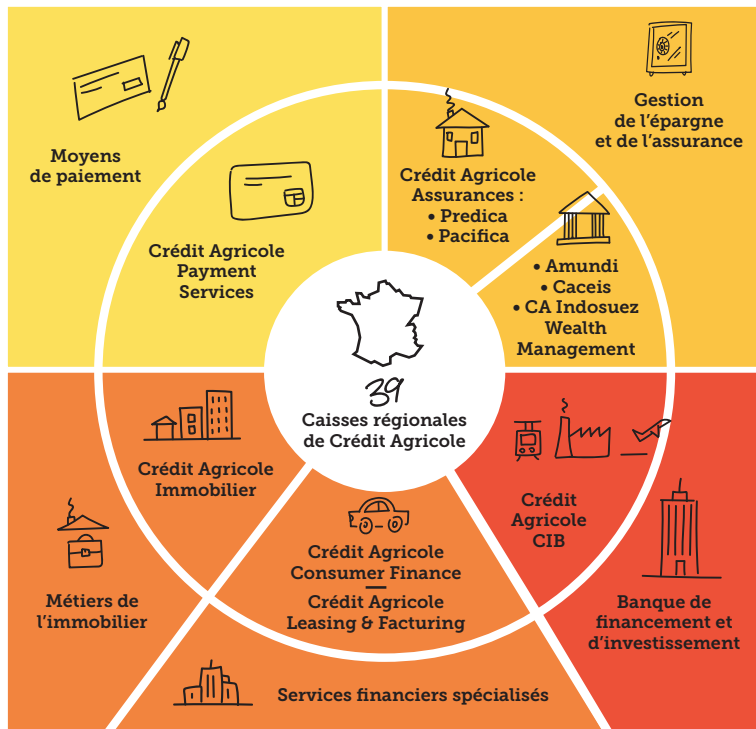 Moyens
de paiement
Crédit Agricole
Payment
Services
Gestion
de l'épargne
et de l'assurance
Crédit Agricole
Assurances :
• Predica
• Pacifica
• Amundi
• Caceis
• CA Indosuez
Wealth
Management
39
Caisses régionales
de Crédit Agricole
Crédit Agricole
Immobilier
Métiers de
l'immobilier
Crédit Agricole
Consumer Finance
—
Crédit Agricole
Leasing & Facturing
Services financiers spécialisés
Crédit
Agricole
CIB
Banque de
financement et
d'investissement